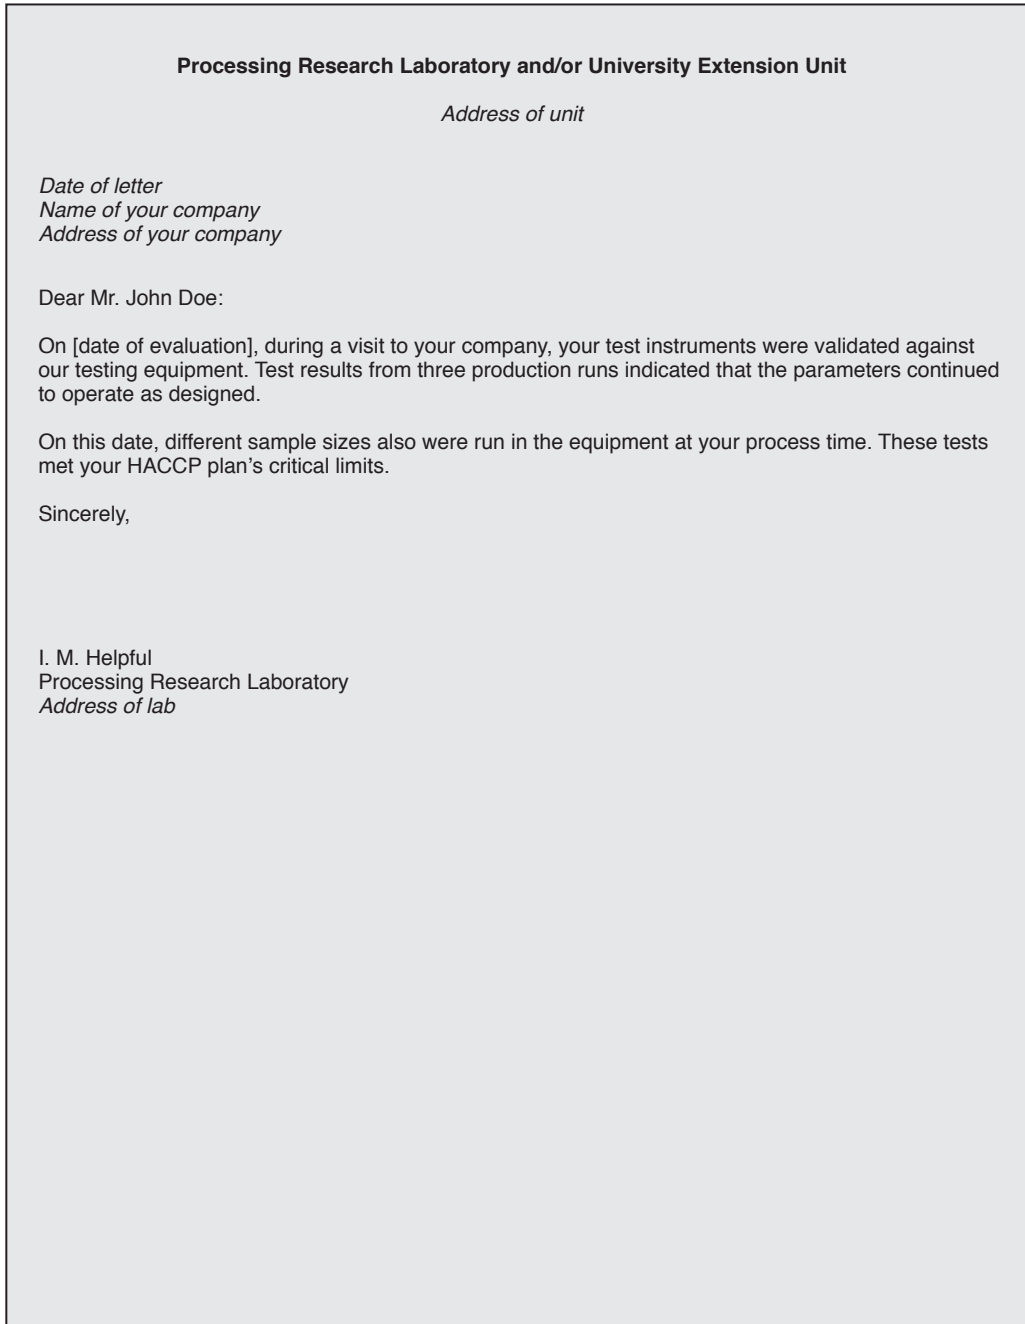 Processing Research Laboratory and/or University Extension Unit
Address of unit
Date of letter
Name of your company
Address of your company
Dear Mr. John Doe:
On [date of evaluation], during a visit to your company, your test instruments were validated against
our testing equipment. Test results from three production runs indicated that the parameters continued
to operate as designed.
On this date, different sample sizes also were run in the equipment at your process time. These tests
met your HACCP plan’s critical limits.
Sincerely,
I. M. Helpful
Processing Research Laboratory
Address of lab